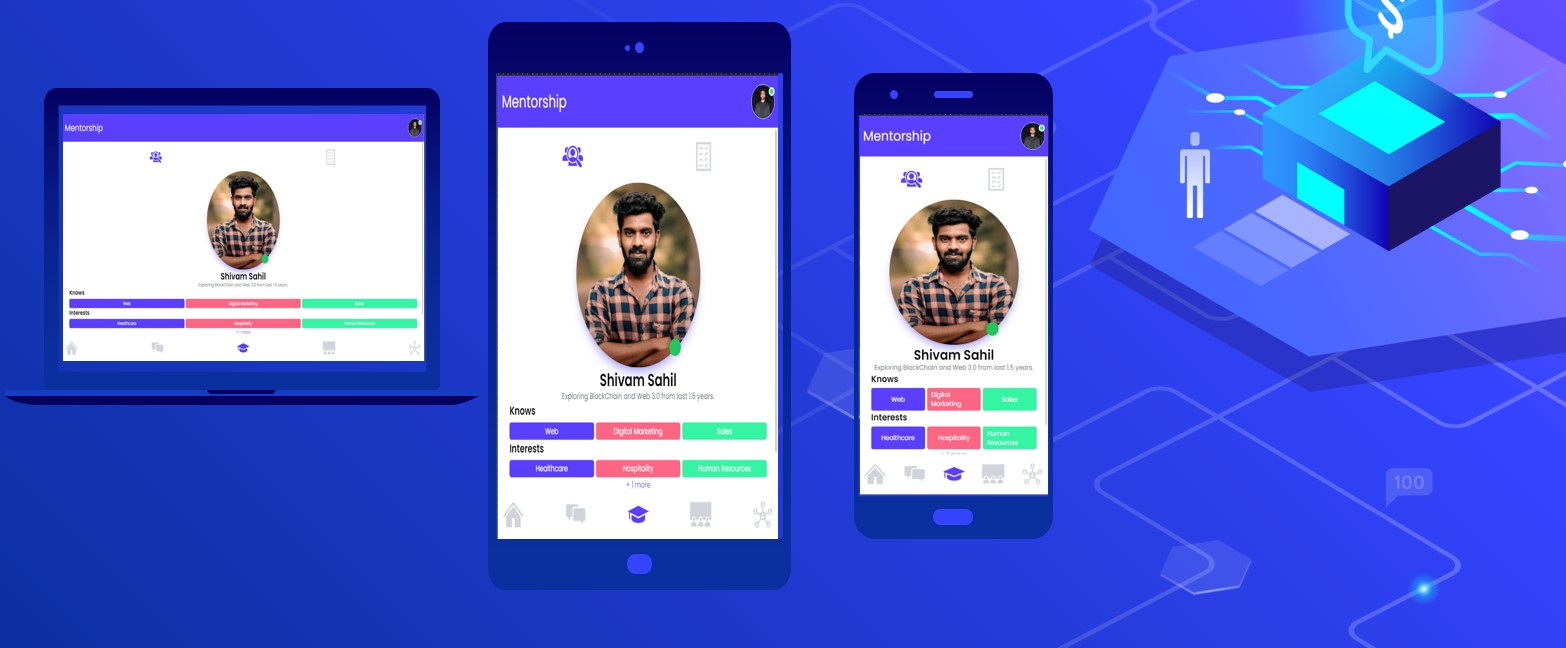 Mentorship
Shivam Sahil
Exploring BlockChain and Web 3.0 from last 1.5 years.
Knows
Web Digital Marketing Sales
Interests
Healthcare Hospitality Human Resources
+ 1 more
Mentorship
Shivam Sahil
Exploring BlockChain and Web 3.0 from last 1.5 years.
Knows
Web Digital Marketing Sales
Interests
Healthcare Hospitality Human Resources
+ 1 more
Mentorship
Shivam Sahil
Exploring BlockChain and Web 3.0 from last 1.5 years.
Knows
Web Digital Marketing Sales
Interests
Healthcare Hospitality Human Resources
$
100